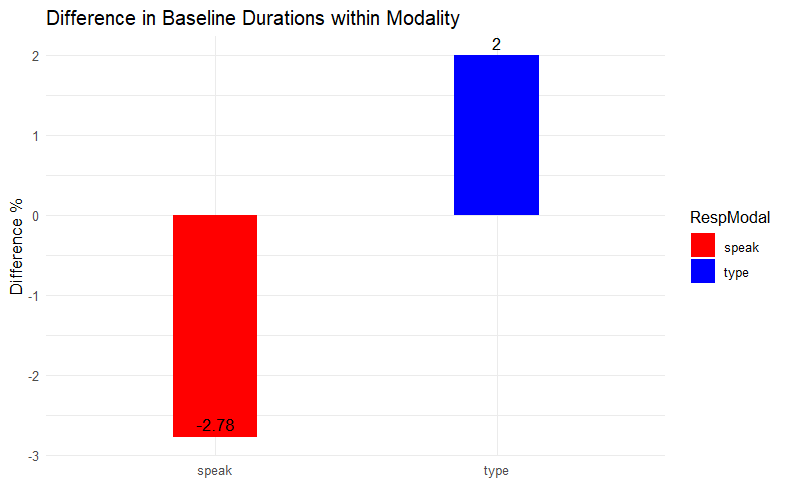 Difference in Baseline Durations within Modality
Difference %
2
1
0
-1
-2
-3
2
-2.78
speak
type
RespModal
speak
type